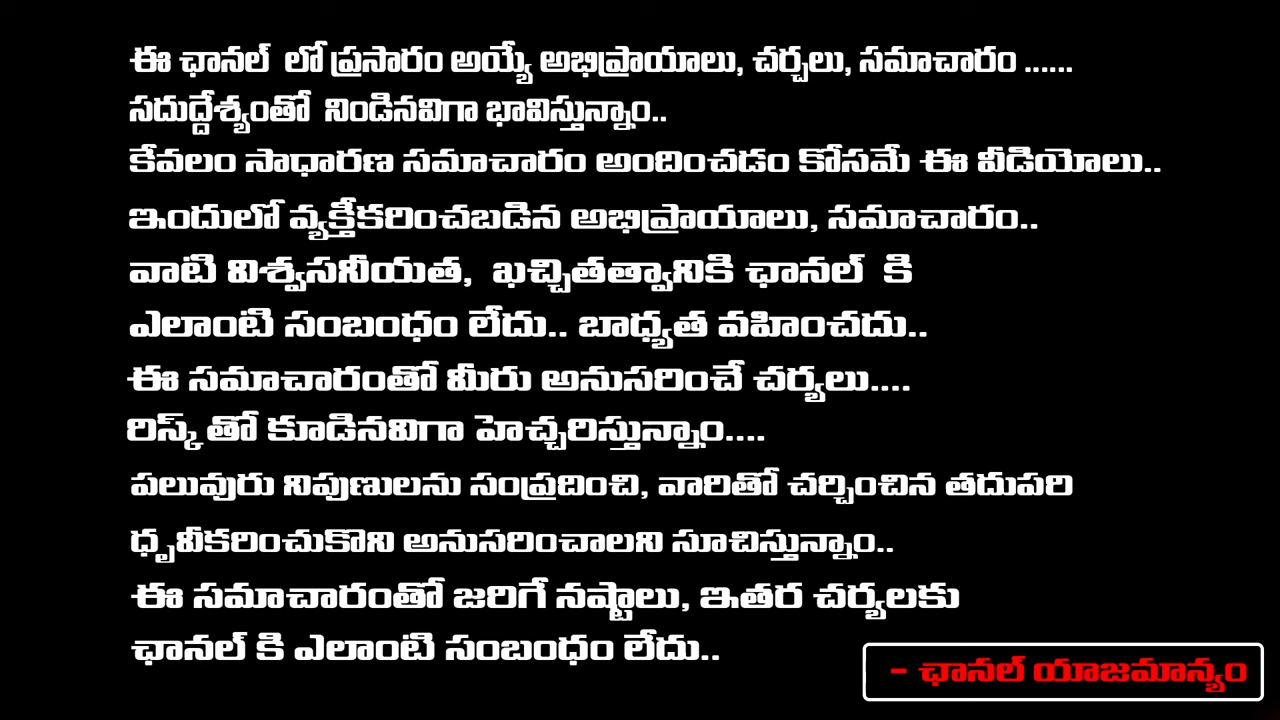 ఈ ఛానల్ లో ప్రసారం అయ్యే అభిప్రాయాలు, చర్చలు, సమాచారం ......
సదుద్దేశ్యంతో నిండినవిగా భావిస్తున్నాం..
కేవలం సాధారణ సమాచారం అందించడం కోసమే ఈ వీడియోలు..
ఇందులో వ్యక్తీకరించబడిన అభిప్రాయాలు, సమాచారం..
వాటి విశ్వసనీయత, ఖచ్చితత్వానికి ఛానల్ కి
ఎలాంటి సంబంధం లేదు.. బాధ్యత వహించదు..
ఈ సమాచారంతో మీరు అనుసరించే చర్యలు....
రిస్క్ తో కూడినవిగా హెచ్చరిస్తున్నాం....
పలువురు నిపుణులను సంప్రదించి, వారితో చర్చించిన తదుపరి
ధృవీకరించుకొని అనుసరించాలని సూచిస్తున్నాం..
ఈ సమాచారంతో జరిగే నష్టాలు, ఇతర చర్యలకు
ఛానల్ కి ఎలాంటి సంబంధం లేదు..
- ఛానల్ యాజమాన్యం